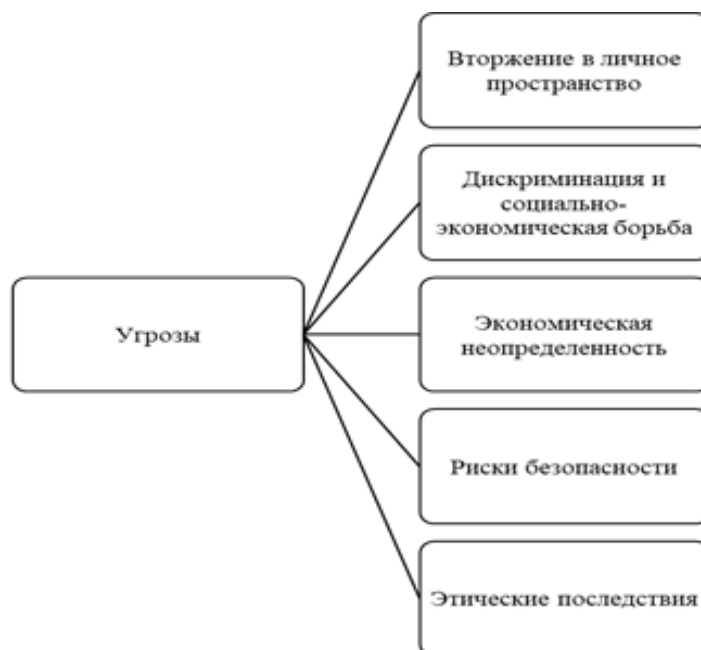 Вторжение в личное
пространство
Дискриминация и
социально-
экономическая борьба
Угрозы
Экономическая
неопределенность
Риски безопасности
Этические последствия